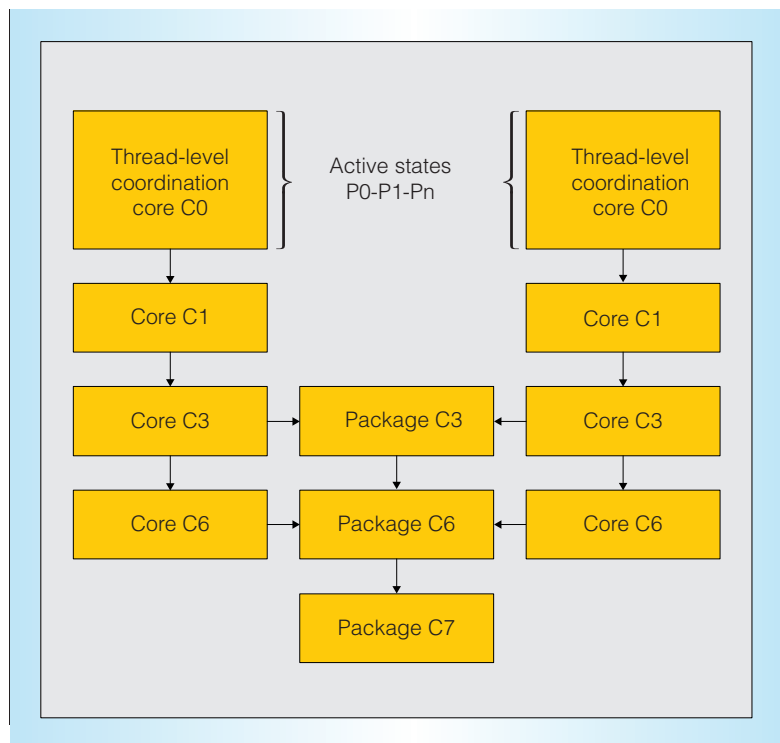 Thread-level
coordination
core C0
Active states
P0-P1-Pn
Thread-level
coordination
core C0
Core C1
Core C1
Core C3
Package C3
Core C3
Core C6
Package C6
Core C6
Package C7